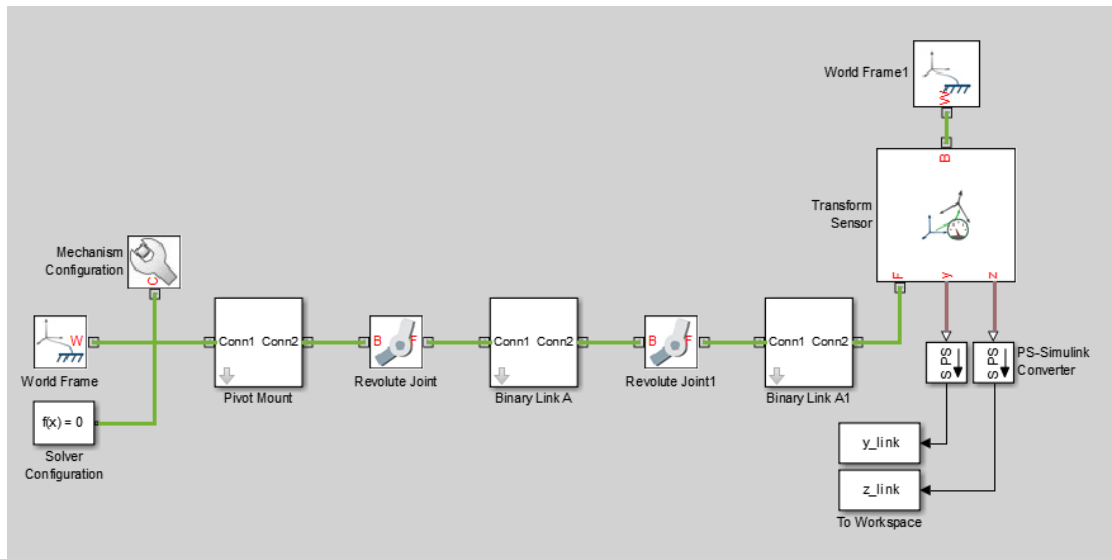 World Frame1
W
B
Transform
Sensor
F
y
z
Mechanism
Configuration
C
W
World Frame
Conn1 Conn2
Pivot Mount
B F
Revolute Joint
Conn1 Conn2
Binary Link A
B F
Revolute Joint1
Conn1 Conn2
Binary Link A1
S PS
S PS
PS-Simulink
Converter
f(x) = 0
Solver
Configuration
y_link
z_link
To Workspace